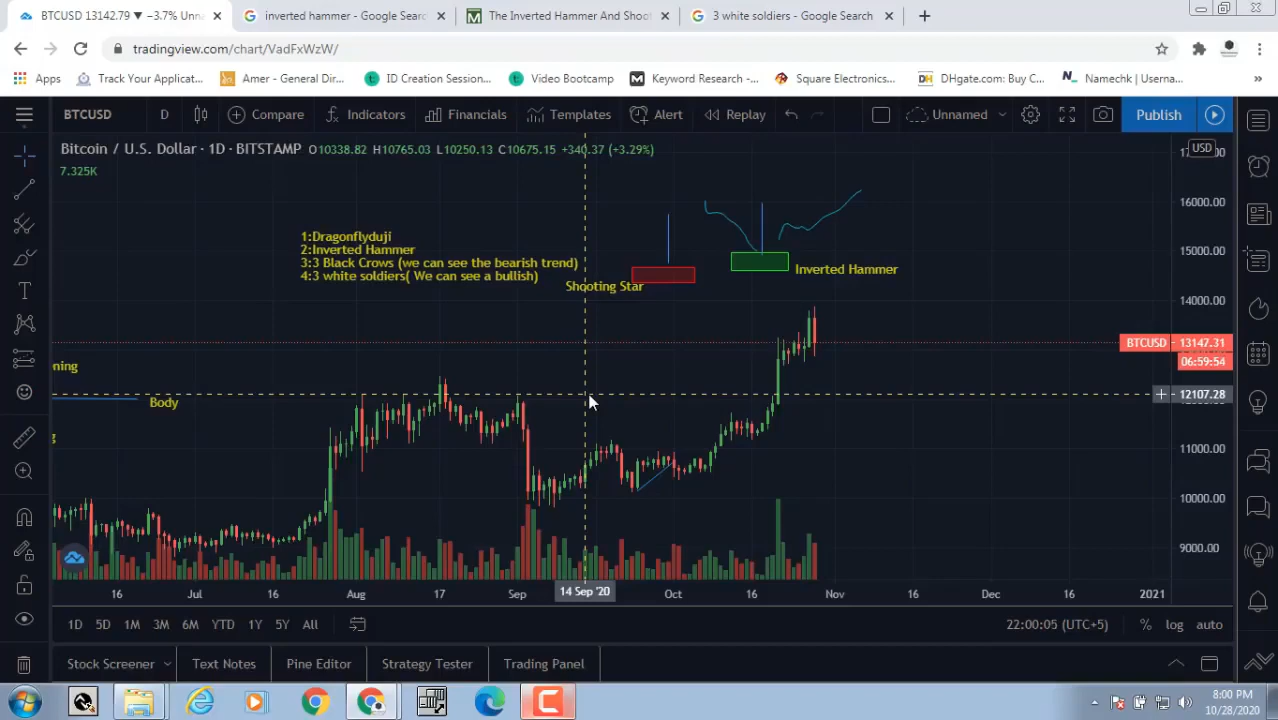 BTCUSD 13142.79 ▼ −3.7% Unna
inverted hammer - Google Searc
The Inverted Hammer And Shoo
3 white soldiers - Google Search
tradingview.com/chart/VadFxWzW/
Apps
Track Your Applicat...
Amer - General Dir...
ID Creation Session...
Video Bootcamp
Keyword Research -...
Square Electronics...
DHgate.com: Buy C...
Namechk | Userna...
BTCUSD
D
Compare
Indicators
Financials
Templates
Alert
Replay
Unnamed
Publish
Bitcoin / U.S. Dollar · 1D · BITSTAMP O10338.82 H10765.03 L10250.13 C10675.15 +340.37 (+3.29%)
USD
7.325K
16000.00
1:Dragonflyduji
2:Inverted Hammer
3:3 Black Crows (we can see the bearish trend)
4:3 white soldiers( We can see a bullish)
15000.00
Inverted Hammer
Shooting Star
14000.00
BTCUSD
13147.31
06:59:54
ning
12107.28
Body
11000.00
10000.00
9000.00
16 Jul 16 Aug 17 Sep 14 Sep '20 Oct 16 Nov 16 Dec 16 2021
1D 5D 1M 3M 6M YTD 1Y 5Y All
22:00:05 (UTC+5)
% log auto
Stock Screener
Text Notes
Pine Editor
Strategy Tester
Trading Panel
8:00 PM
10/28/2020